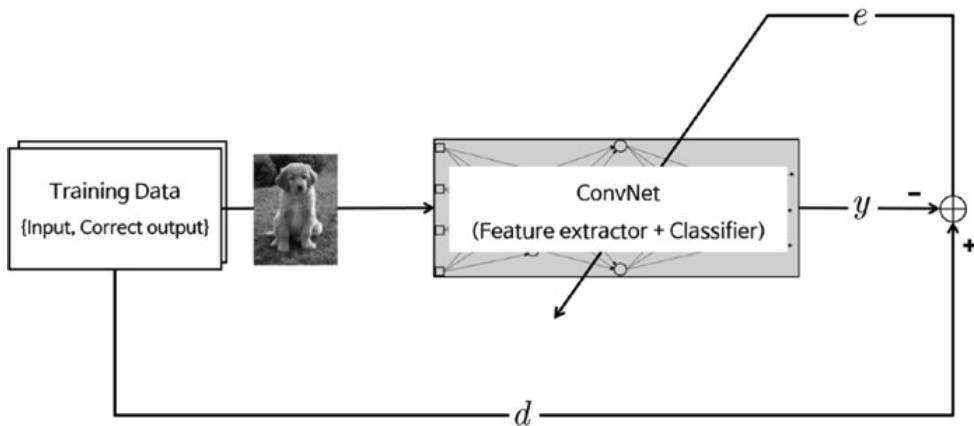 e
Training Data
{Input, Correct output}
ConvNet
(Feature extractor + Classifier)
y
-
+
d